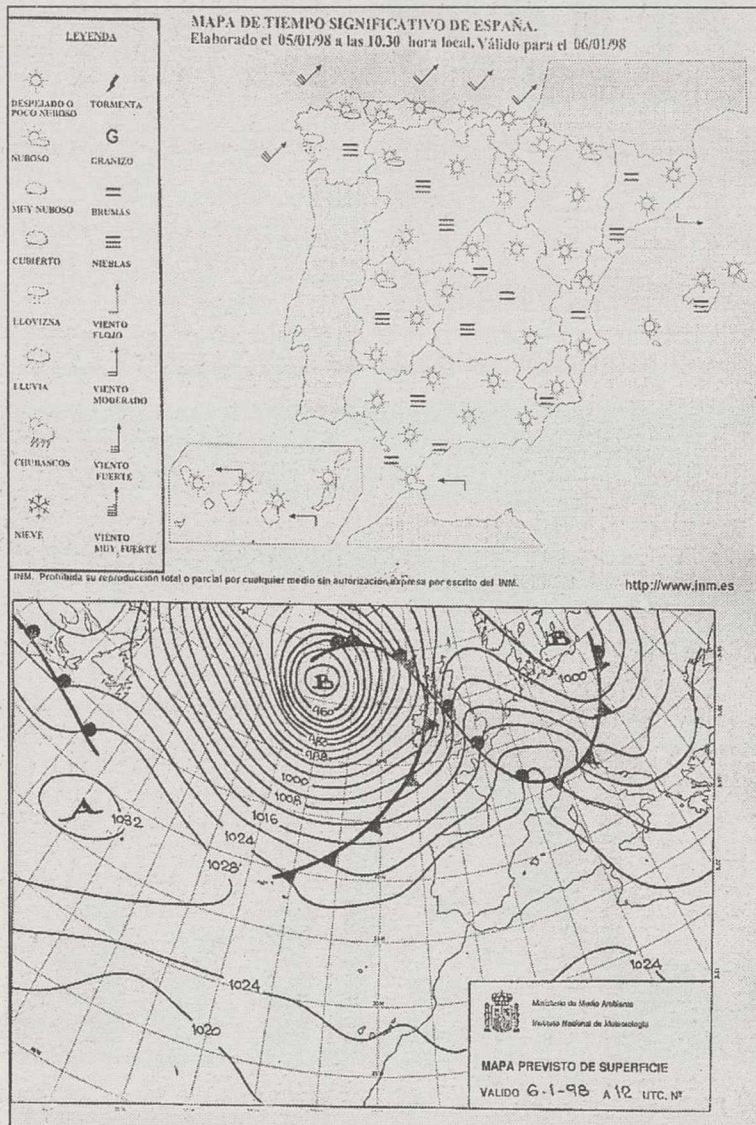 MAPA DE TIEMPO SIGNIFICATIVO DE ESPAÑA.
Elaborado el 05/01/98 a las 10.30 hora local. Válido para el 06/01/98
LEYENDA
DESPEJADO O
POCO NUBOSO
TORMENTA
NUBOSO
G
GRANIZO
MUY NUBOSO
BRUMAS
CUBIERTO
NIEBLAS
LLOVIZNA
VIENTO
FLOJO
LLUVIA
VIENTO
MODERADO
CHUBASCOS
VIENTO
FUERTE
NIEVE
VIENTO
MUY FUERTE
INM. Prohibida su reproducción total o parcial por cualquier medio sin autorización expresa por escrito del INM.
http://www.inm.es
B
B
1000
960
982
988
1000
1008
1016
1024
1028
A
1032
1024
1020
1024
Ministerio de Medio Ambiente
Instituto Nacional de Meteorología
MAPA PREVISTO DE SUPERFICIE
VALIDO 6-1-98 A 12 UTC. Nº